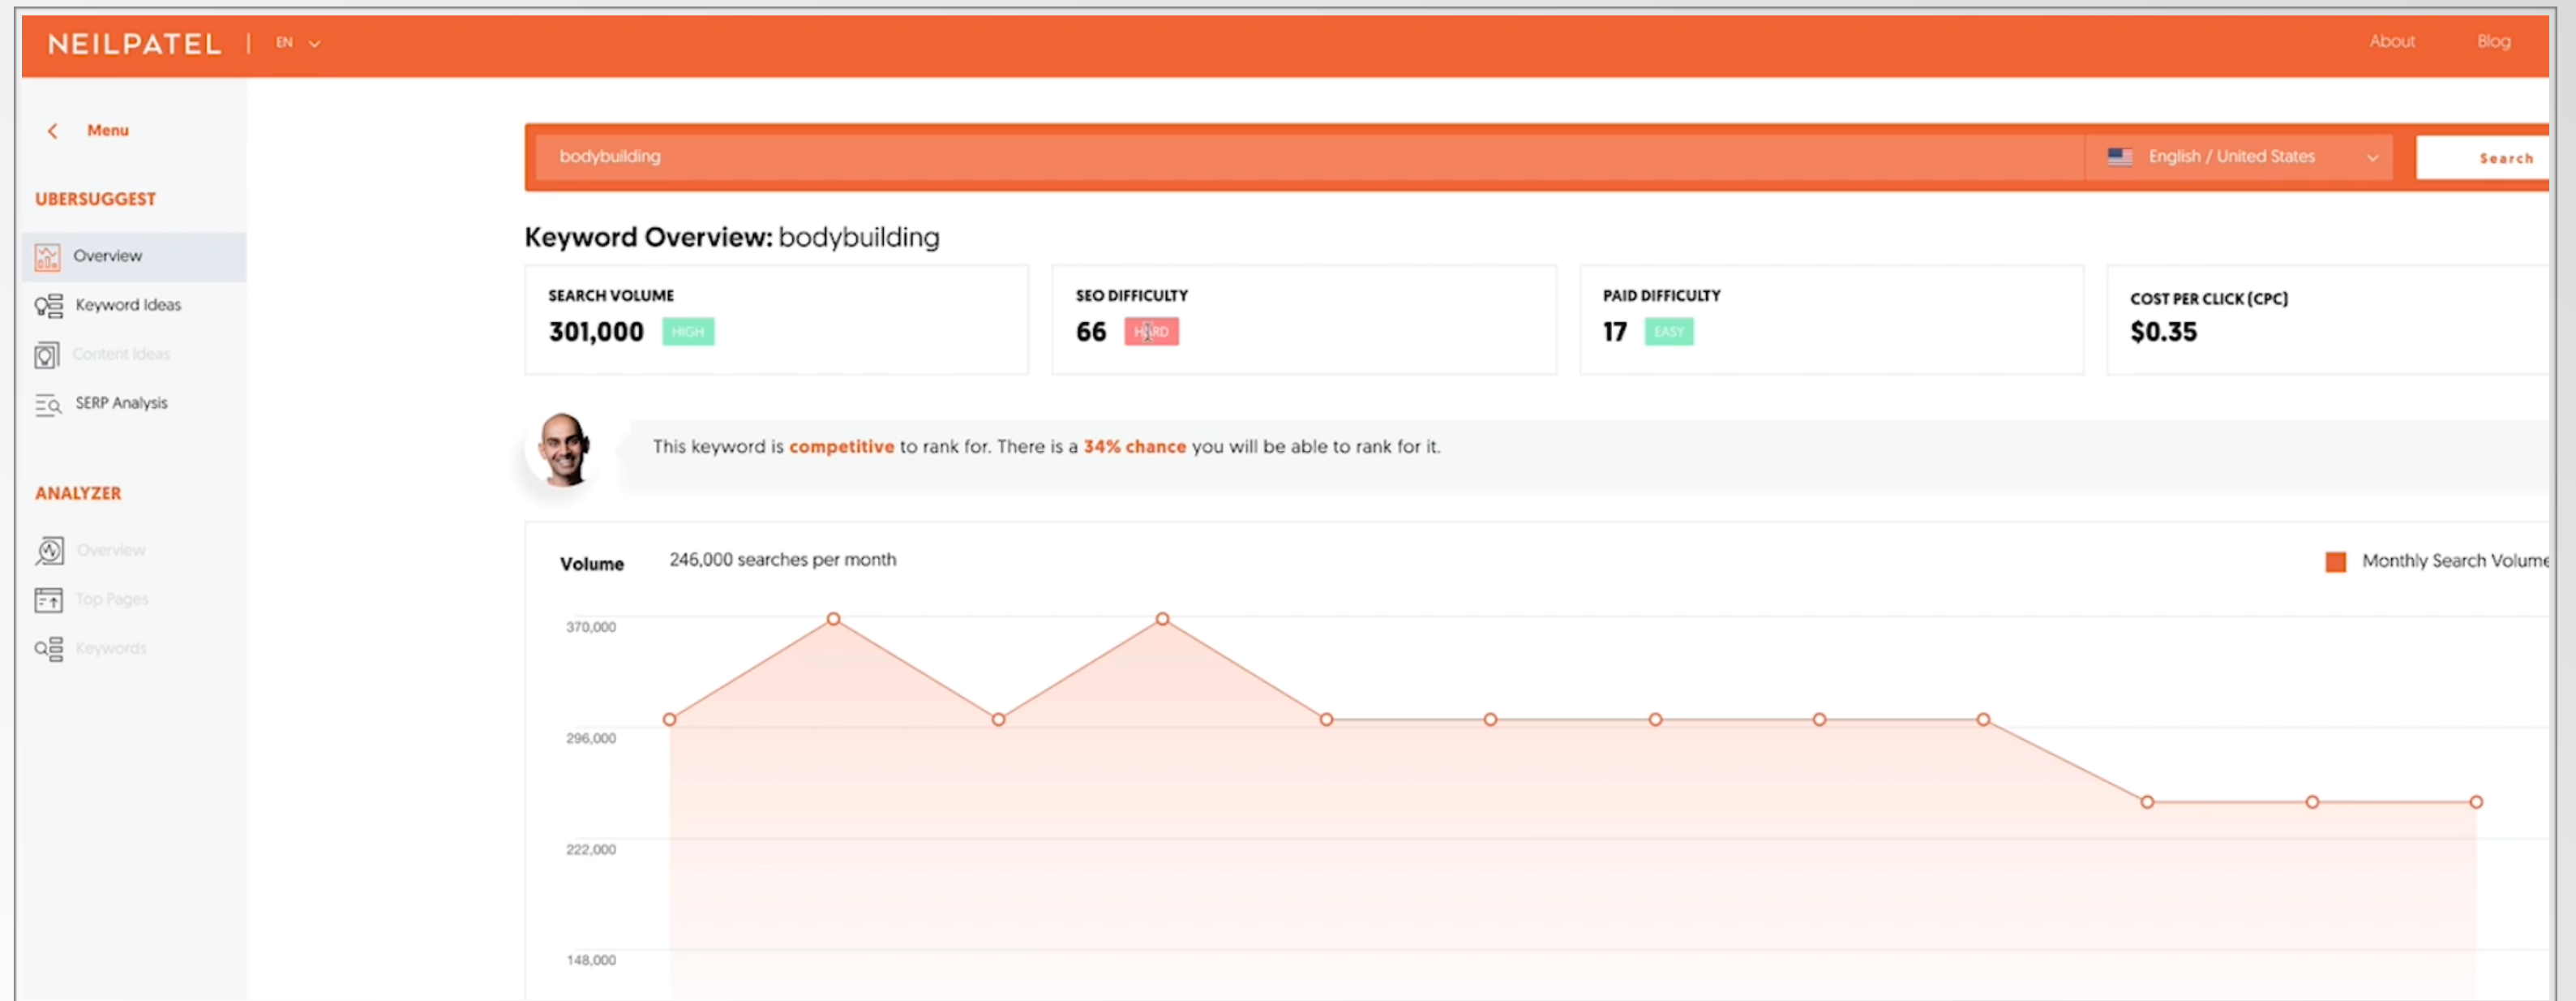 NEILPATEL | EN About Blog
Menu
bodybuilding English / United States Search
UBERSUGGEST
Overview
Keyword Ideas
Content Ideas
SERP Analysis
ANALYZER
Overview
Top Pages
Keywords
Keyword Overview: bodybuilding
SEARCH VOLUME
301,000 HIGH
SEO DIFFICULTY
66 HARD
PAID DIFFICULTY
17 EASY
COST PER CLICK (CPC)
$0.35
This keyword is competitive to rank for. There is a 34% chance you will be able to rank for it.
Volume 246,000 searches per month Monthly Search Volume
370,000
296,000
222,000
148,000